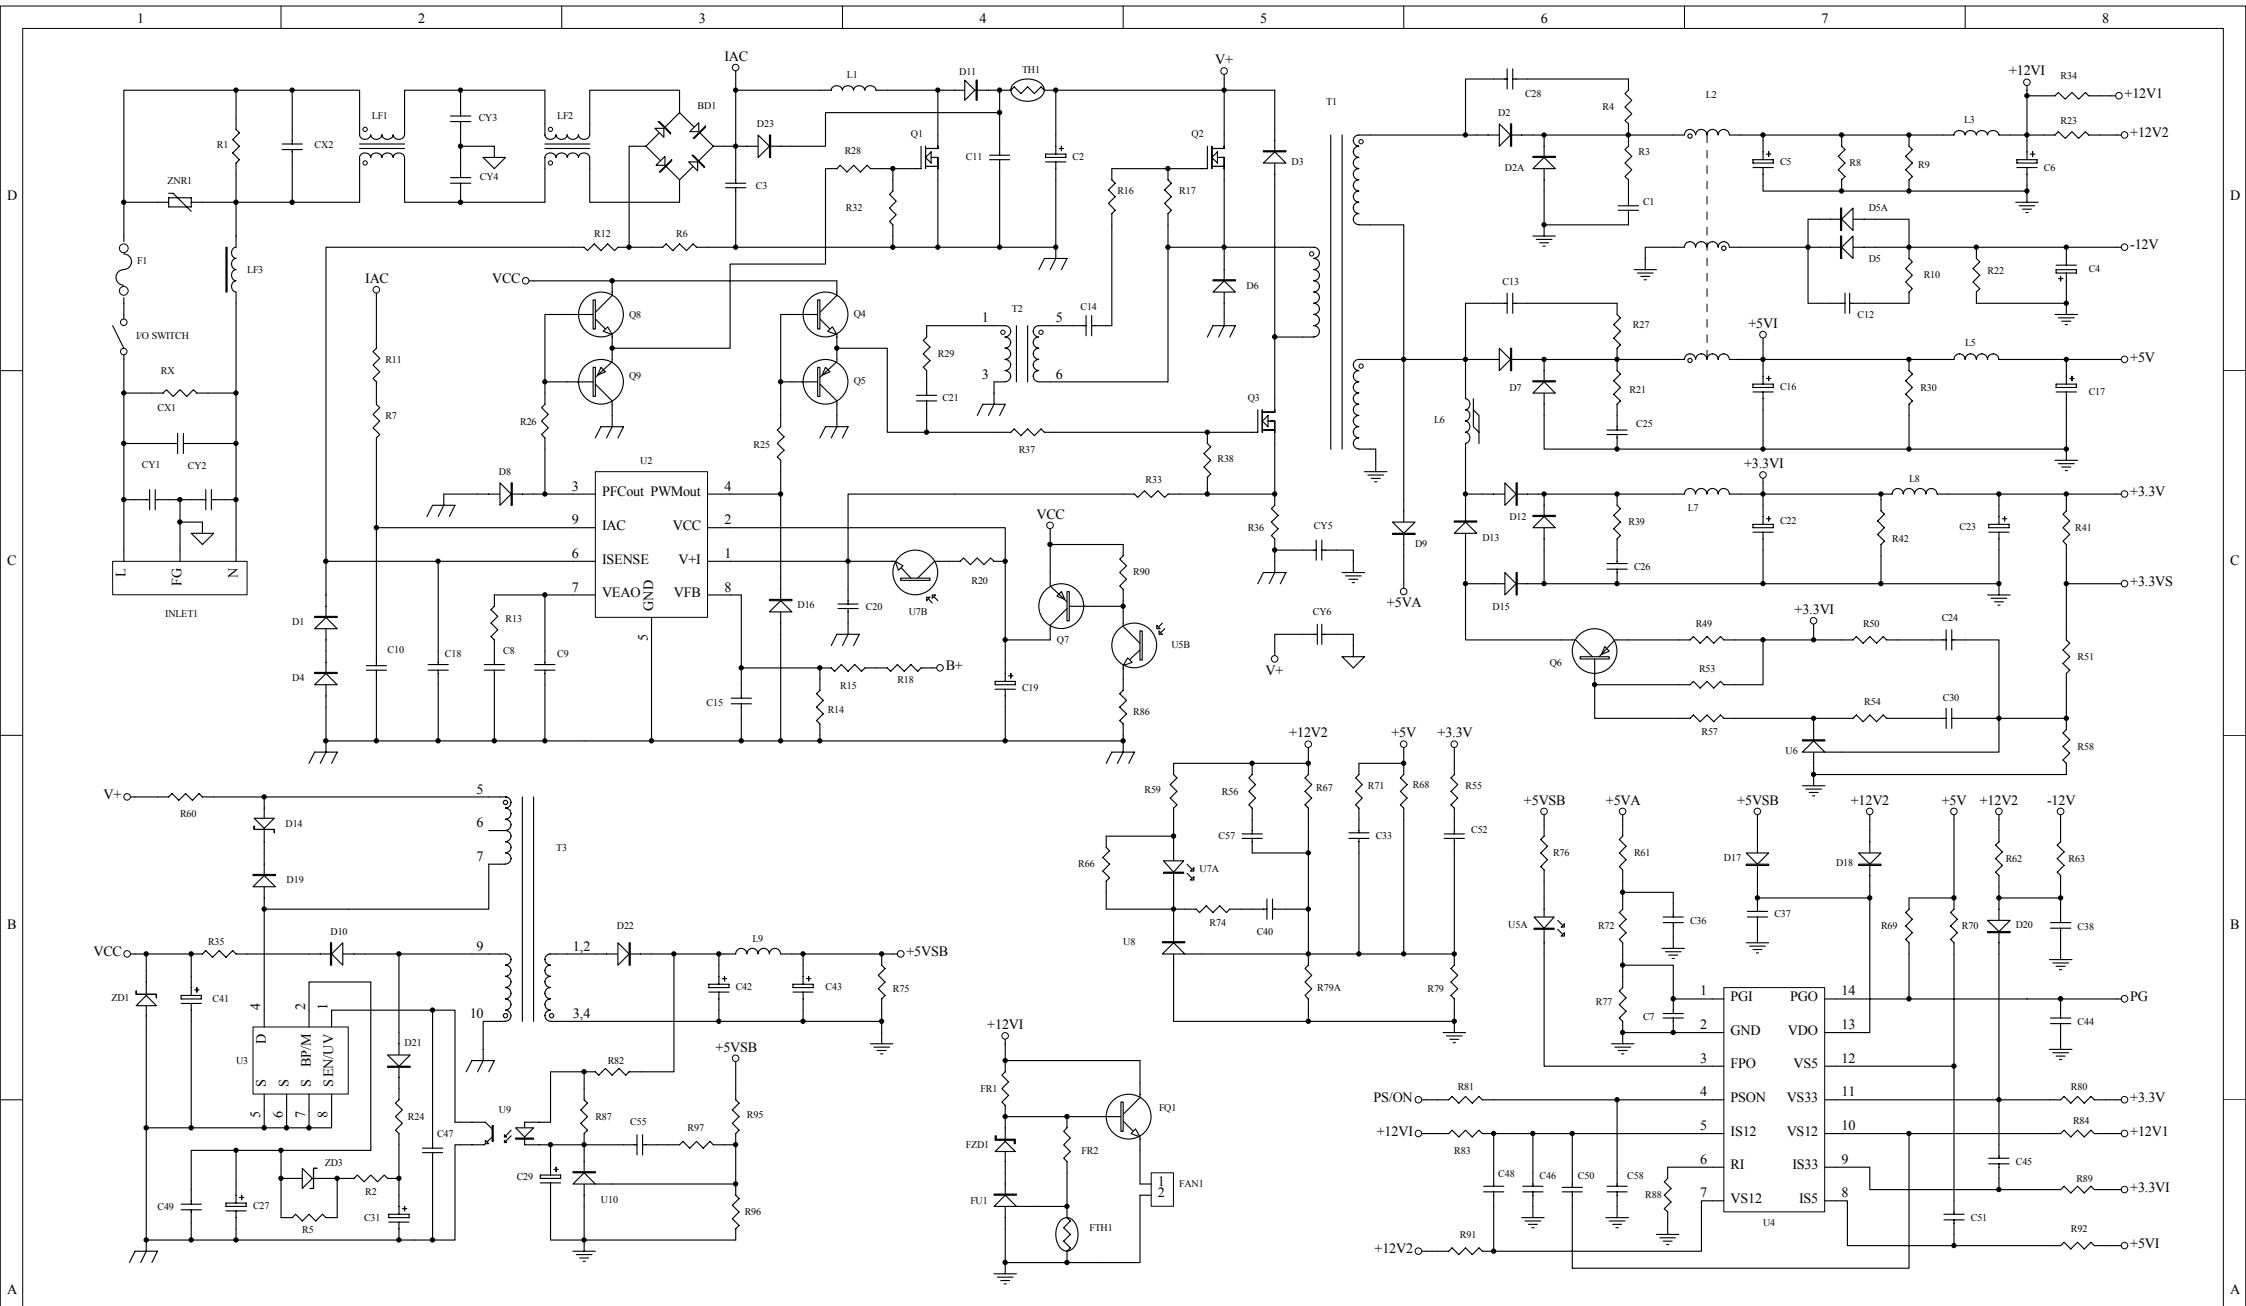 1 2 3 4 5 6 7 8
IAC V+ +12VI R34
L1 D11 TH1 +12V1
T1 C28 R4 L2
LF1 CY3 LF2 BD1 D23 D2 L3 R23
R1 CX2 Q1 Q2 +12V2
R28 C11 C2 D3 R3 C5 R8 R9 C6
ZNR1 CY4 C3 D2A
D R32 R16 R17 C1 D
D5A
R12 R6 -12V
F1 LF3 D5 R10 R22 C4
IAC VCC C13
Q8 Q4 T2 C14 D6 C12
1 5 R27 +5VI
I/O SWITCH L5
R11 R29 +5V
RX 3 6
Q9 Q5 D7 R21 C16 R30 C17
CX1 R7 C21 Q3
R26 L6 C25
R25 R37 R38
CY1 CY2 U2 +3.3VI
D8 L8
3 PFCout PWMout 4 R33 +3.3V
L7
9 IAC VCC 2 VCC R36 CY5 D12 R39 C22 C23 R41
D13 D9 R42
C 6 ISENSE V+I 1 C
L FG N R20 R90 C26
7 VEAO GND VFB 8 +3.3VS
INLET1 R13 D16 C20 U7B +5VA D15
D1 CY6 +3.3VI
5 Q7 U5B R49 R50 C24
C10 C18 C8 C9 B+ Q6 R51
D4 R15 R18 V+ R53
C15 R14 C19 R86 R54 C30
+12V2 +5V +3.3V R57
U6 R58
V+ 5 R59 R56 R67 R71 R68 R55
R60 +5VSB +5VA +5VSB +12V2 +5V +12V2 -12V
D14 6 C57 C33 C52
7 T3 R66 U7A R76 R61 D17 D18 R62 R63
D19
R74 C40 U5A R72 C36 C37 R69 R70 D20 C38
B D10 D22 L9 U8 B
VCC R35 9 1,2 +5VSB
ZD1 C41 C42 C43 R75 R79A R79
4 2 1 10 3,4 R77 C7 1 PGI PGO 14 PG
2 GND VDO 13 C44
D BP/M EN/UV D21 +12VI
U3 +5VSB 3 FPO VS5 12
S S S S R82 FR1
5 6 7 8 R24 U9 R87 R95 FQ1 PS/ON R81 4 PSON VS33 11 R80 +3.3V
C47 C55 R97 FZD1 FR2 +12VI R83 5 IS12 VS12 10 R84 +12V1
ZD3 C29 C48 C46 C50 C58 6 RI IS33 9 C45
R2 U10 FU1 1 FAN1 R88 R89 +3.3VI
2 7 VS12 IS5 8
C49 C27 R5 C31 R96 FTH1 U4 C51 R92
+12V2 R91 +5VI
A A